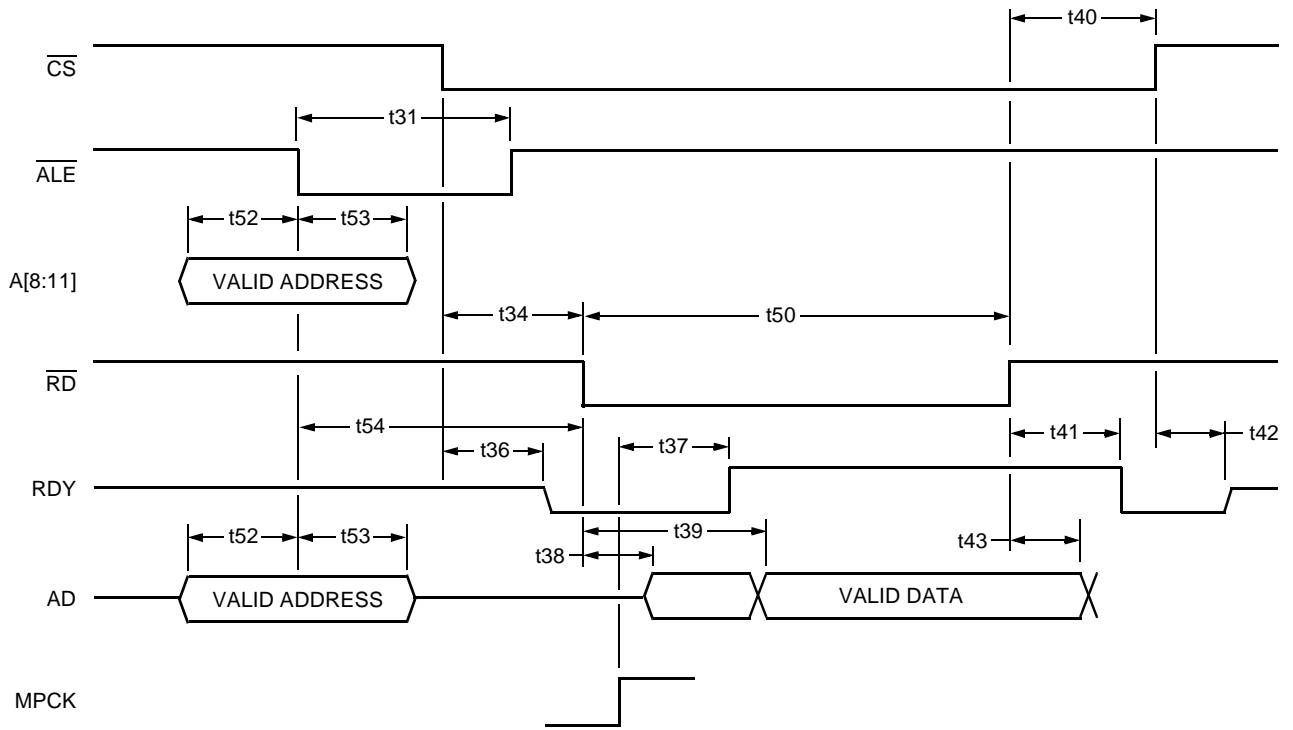 t40
CS
t31
ALE
t52 t53
A[8:11] VALID ADDRESS
t34 t50
RD
t54
t36 t37 t41 t42
RDY
t52 t53 t39
t38 t43
AD VALID ADDRESS VALID DATA
MPCK